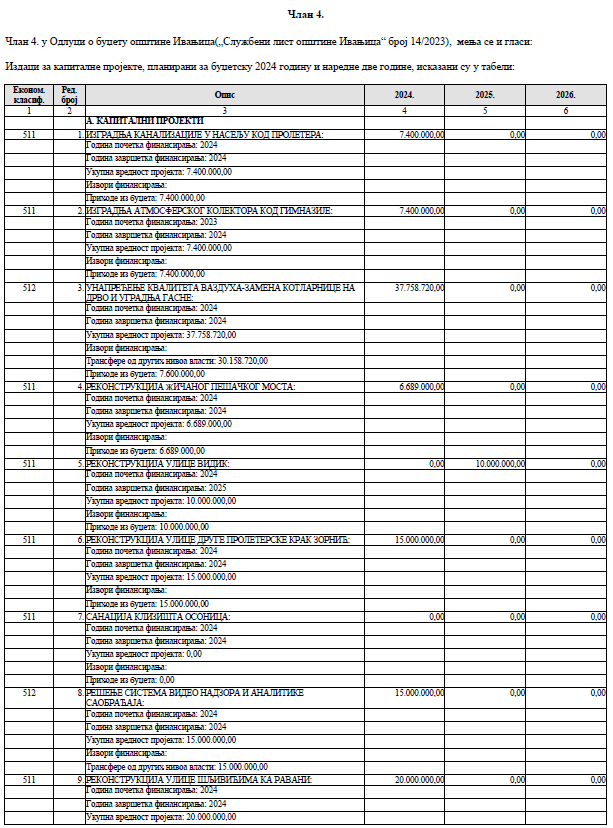 Члан 4.
Члан 4. у Одлуци о буџету општине Ивањица(„Службени лист општине Ивањица“ број 14/2023), мења се и гласи:
Издаци за капиталне пројекте, планирани за буџетску 2024 годину и наредне две године, исказани су у табели:
Економ. класиф. Ред. број Опис 2024. 2025. 2026.
1 2 3 4 5 6
А. КАПИТАЛНИ ПРОЈЕКТИ
511 1. ИЗГРАДЊА КАНАЛИЗАЦИЈЕ У НАСЕЉУ КОД ПРОЛЕТЕРА: 7.400.000,00 0,00 0,00
Година почетка финансирања: 2024
Година завршетка финансирања: 2024
Укупна вредност пројекта: 7.400.000,00
Извори финансирања:
Приходе из буџета: 7.400.000,00
511 2. ИЗГРАДЊА АТМОСФЕРСКОГ КОЛЕКТОРА КОД ГИМНАЗИЈЕ: 7.400.000,00 0,00 0,00
Година почетка финансирања: 2023
Година завршетка финансирања: 2024
Укупна вредност пројекта: 7.400.000,00
Извори финансирања:
Приходе из буџета: 7.400.000,00
512 3. УНАПРЕЂЕЊЕ КВАЛИТЕТА ВАЗДУХА-ЗАМЕНА КОТЛАРНИЦЕ НА 37.758.720,00 0,00 0,00
ДРВО И УГРАДЊА ГАСНЕ:
Година почетка финансирања: 2024
Година завршетка финансирања: 2024
Укупна вредност пројекта: 37.758.720,00
Извори финансирања:
Трансфере од других нивоа власти: 30.158.720,00
Приходе из буџета: 7.600.000,00
511 4. РЕКОНСТРУКЦИЈА ЖИЧАНОГ ПЕШАЧКОГ МОСТА: 6.689.000,00 0,00 0,00
Година почетка финансирања: 2024
Година завршетка финансирања: 2024
Укупна вредност пројекта: 6.689.000,00
Извори финансирања:
Приходе из буџета: 6.689.000,00
511 5. РЕКОНСТРУКЦИЈА УЛИЦЕ ВИДИК: 0,00 10.000.000,00 0,00
Година почетка финансирања: 2024
Година завршетка финансирања: 2025
Укупна вредност пројекта: 10.000.000,00
Извори финансирања:
Приходе из буџета: 10.000.000,00
511 6. РЕКОНСТРУКЦИЈА УЛИЦЕ ДРУГЕ ПРОЛЕТЕРСКЕ КРАК ЗОРНИЋ: 15.000.000,00 0,00 0,00
Година почетка финансирања: 2024
Година завршетка финансирања: 2024
Укупна вредност пројекта: 15.000.000,00
Извори финансирања:
Приходе из буџета: 15.000.000,00
511 7. САНАЦИЈА КЛИЗИШТА ОСОНИЦА: 0,00 0,00 0,00
Година почетка финансирања: 2024
Година завршетка финансирања: 2024
Укупна вредност пројекта: 0,00
Извори финансирања:
Приходе из буџета: 0,00
512 8. РЕШЕЊЕ СИСТЕМА ВИДЕО НАДЗОРА И АНАЛИТИКЕ 15.000.000,00 0,00 0,00
САОБРАЋАЈА:
Година почетка финансирања: 2024
Година завршетка финансирања: 2024
Укупна вредност пројекта: 15.000.000,00
Извори финансирања:
Трансфере од других нивоа власти: 15.000.000,00
511 9. РЕКОНСТРУКЦИЈА УЛИЦЕ ШЉИВИЋИМА КА РАВАНИ: 20.000.000,00 0,00 0,00
Година почетка финансирања: 2024
Година завршетка финансирања: 2024
Укупна вредност пројекта: 20.000.000,00